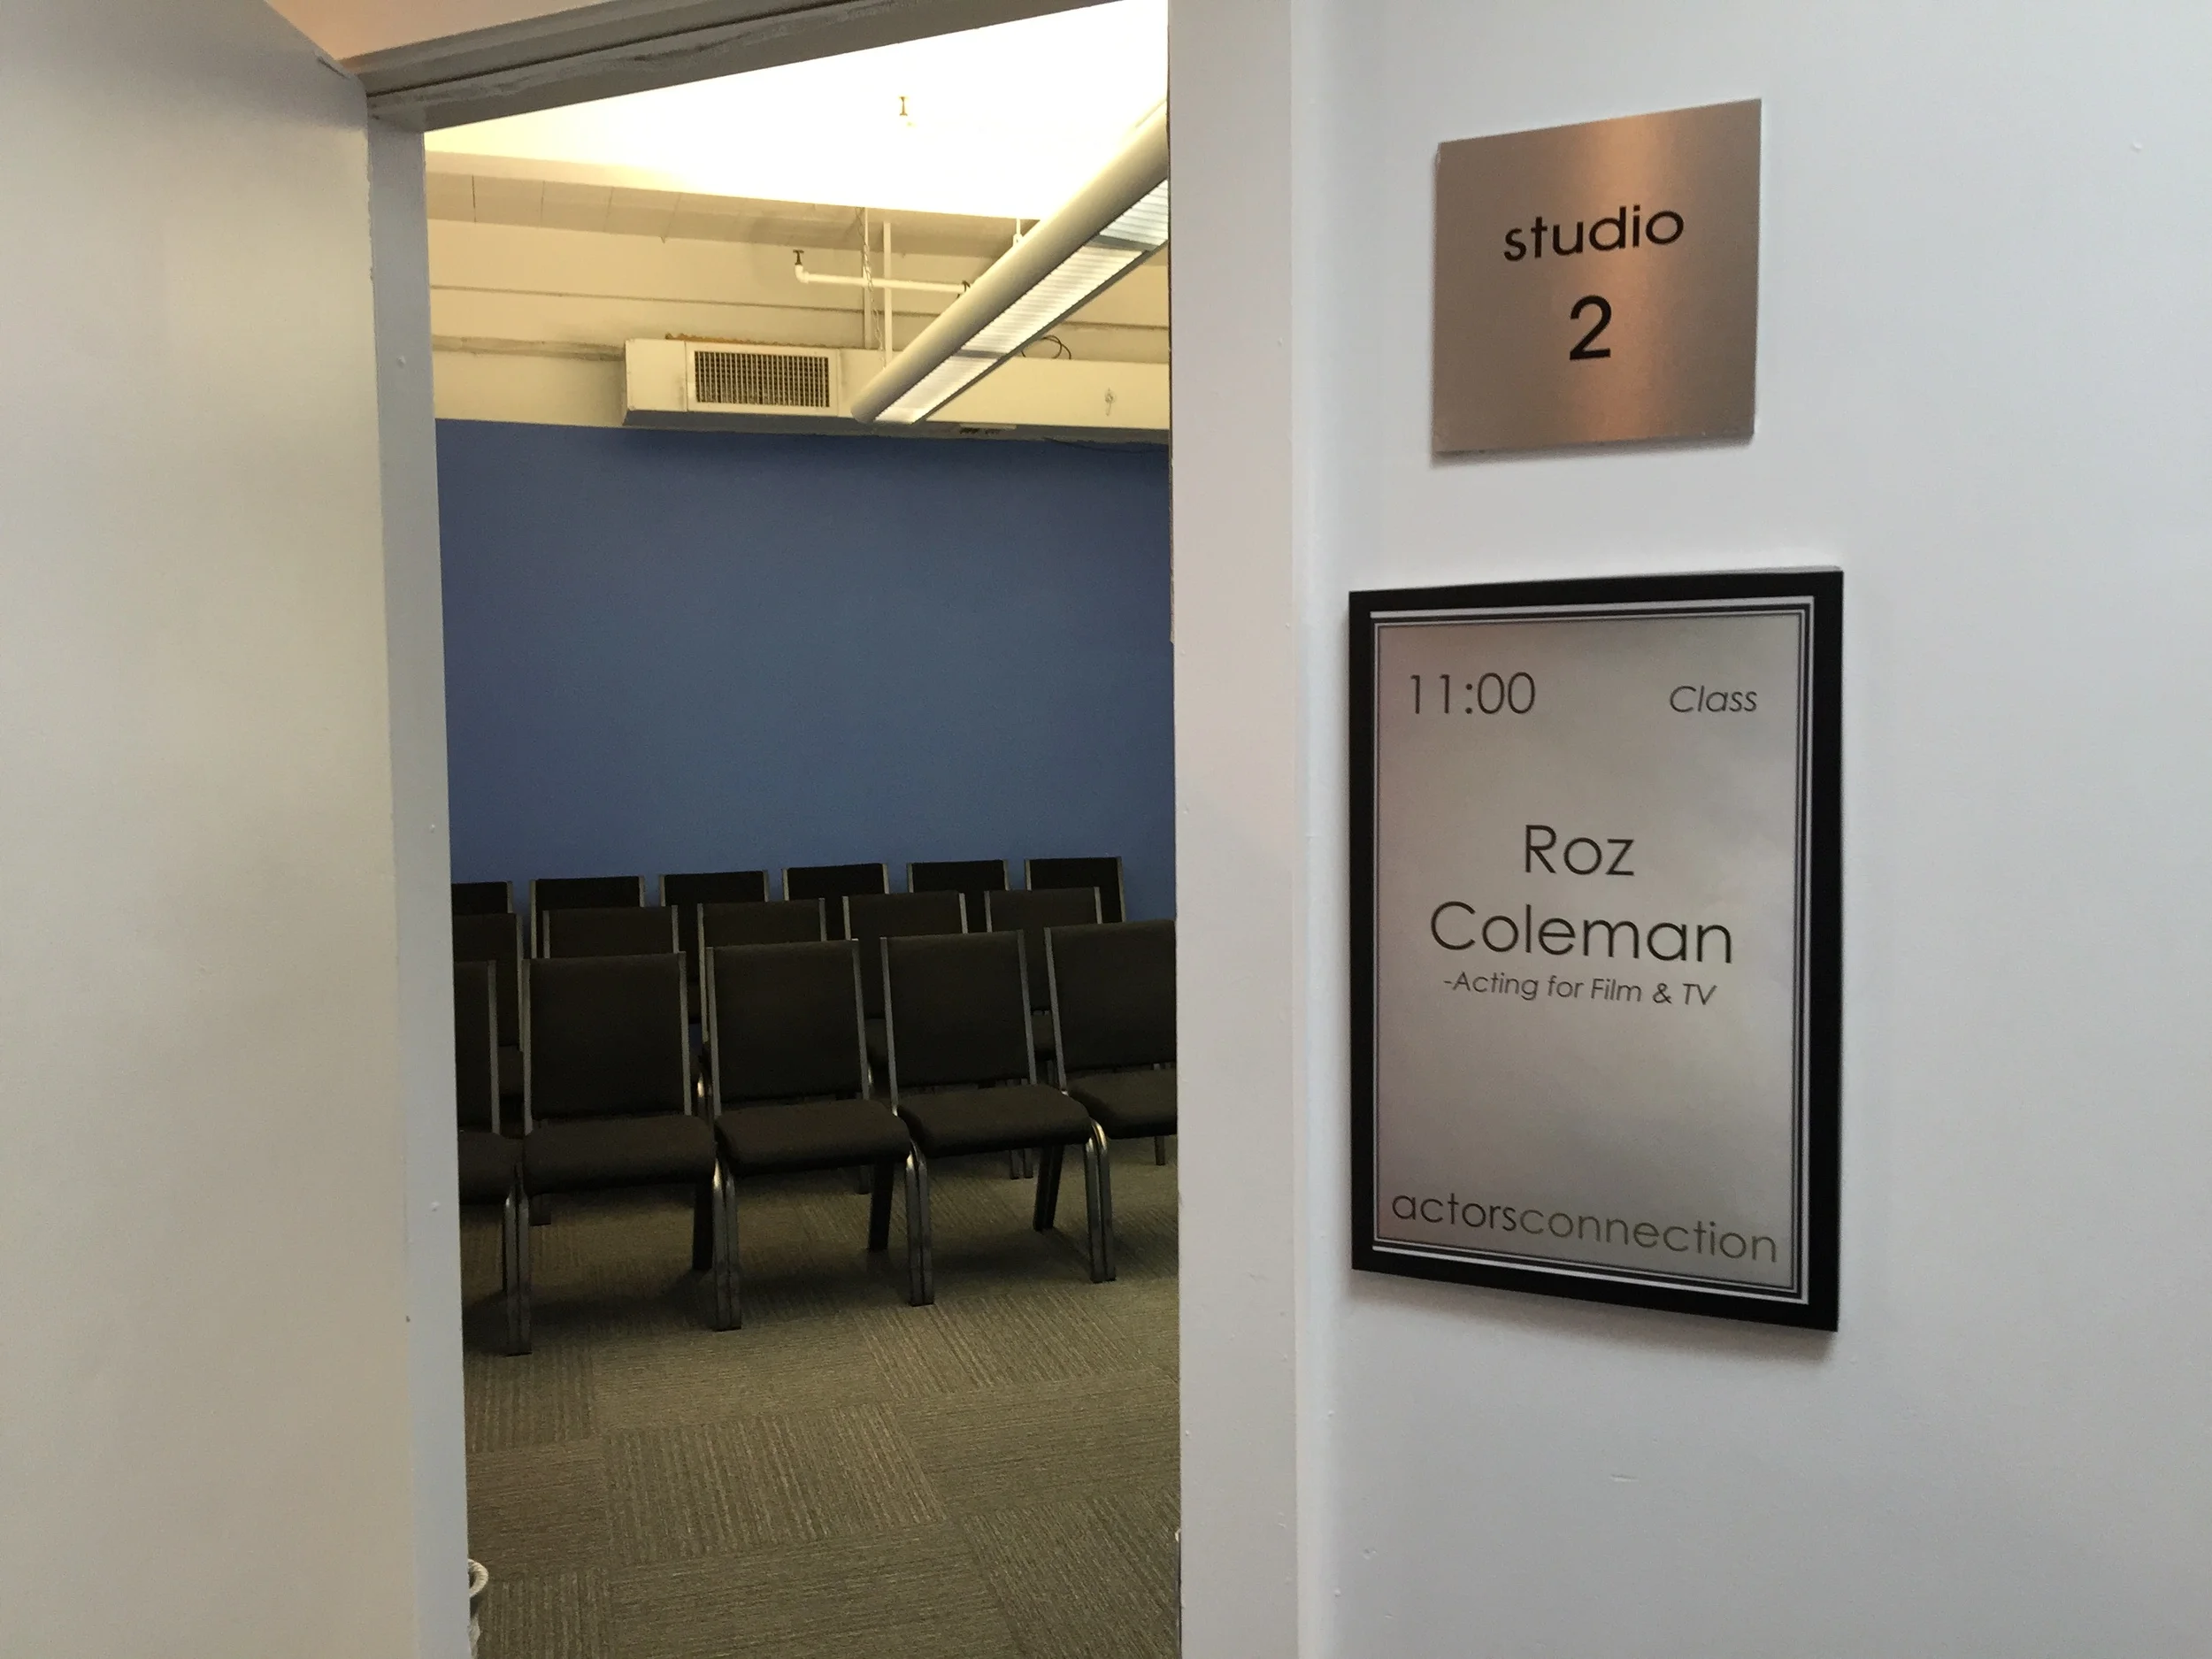 studio
2
11:00 Class
Roz
Coleman
-Acting for Film & TV
actorsconnection